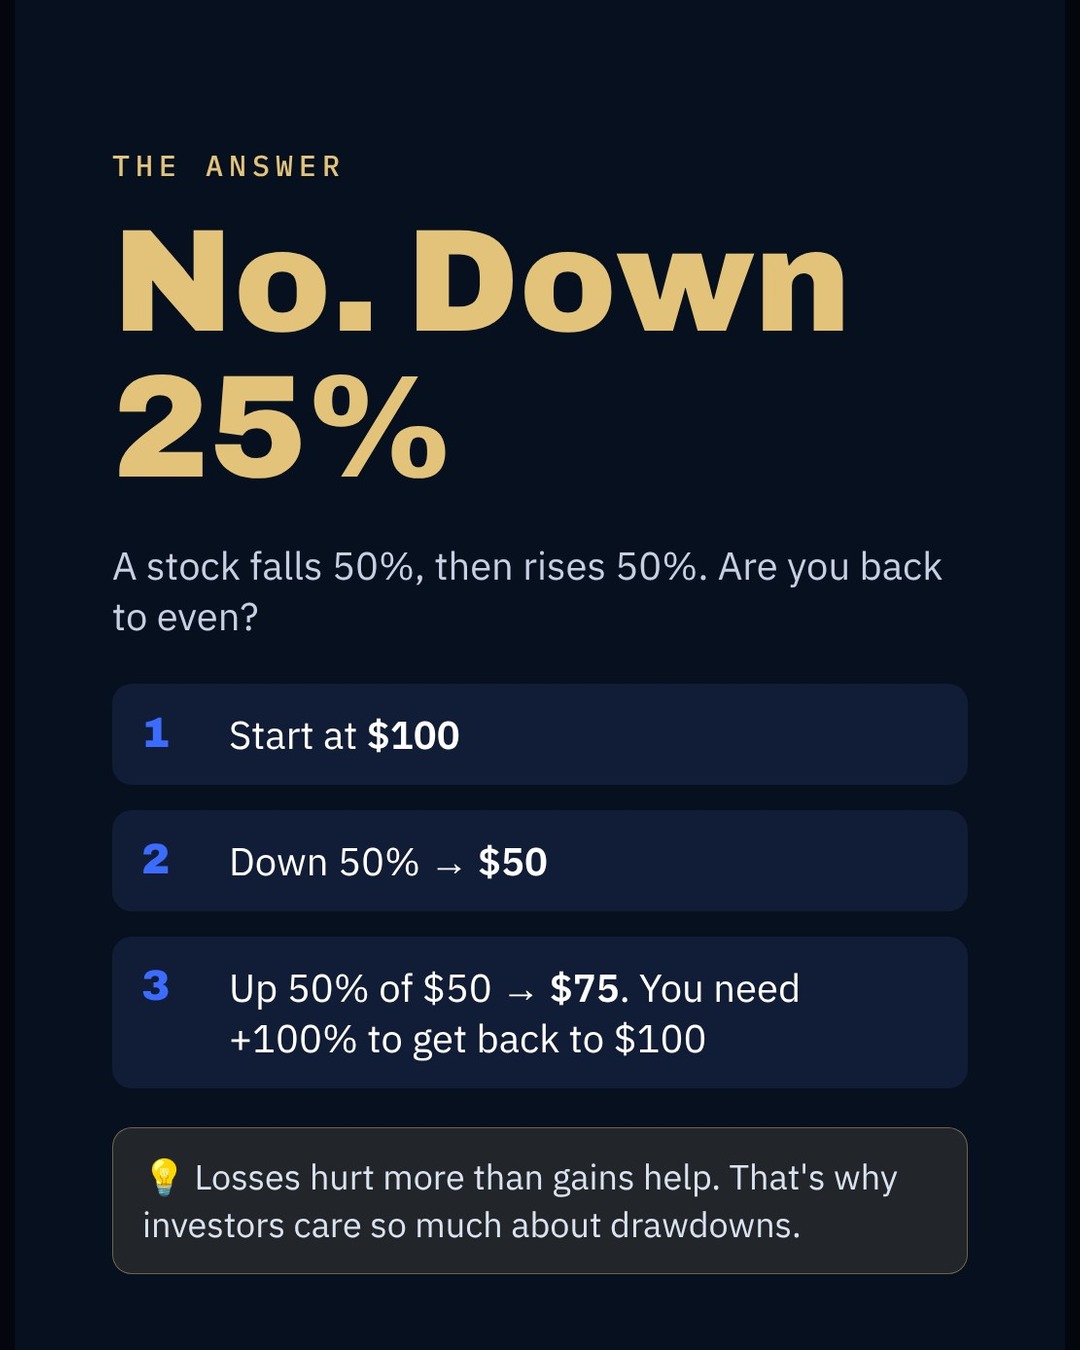 THE ANSWER
No. Down
25%
A stock falls 50%, then rises 50%. Are you back
to even?
1 Start at $100
2 Down 50% → $50
3 Up 50% of $50 → $75. You need
+100% to get back to $100
💡 Losses hurt more than gains help. That's why
investors care so much about drawdowns.